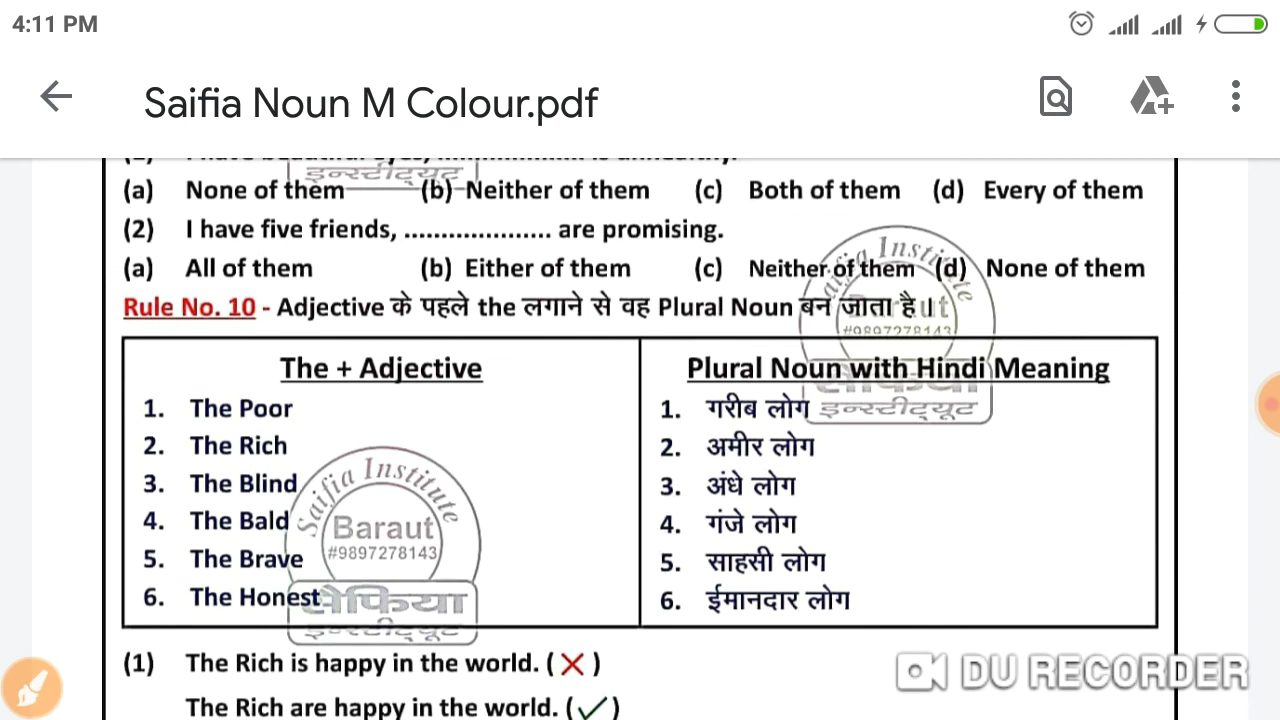 4:11 PM
Saifia Noun M Colour.pdf
इन्स्टीट्यूट
(a) None of them (b) Neither of them (c) Both of them (d) Every of them
(2) I have five friends, .................... are promising.
(a) All of them (b) Either of them (c) Neither of them (d) None of them
Rule No. 10 - Adjective के पहले the लगाने से वह Plural Noun बन जाता है।
The + Adjective
1. The Poor
2. The Rich
3. The Blind
4. The Bald
5. The Brave
6. The Honest
Plural Noun with Hindi Meaning
1. गरीब लोग
2. अमीर लोग
3. अंधे लोग
4. गंजे लोग
5. साहसी लोग
6. ईमानदार लोग
Saifia Institute
Baraut
#9897278143
सैफिया
इन्स्टीट्यूट
(1) The Rich is happy in the world. (✗)
The Rich are happy in the world. (✓)
DU RECORDER